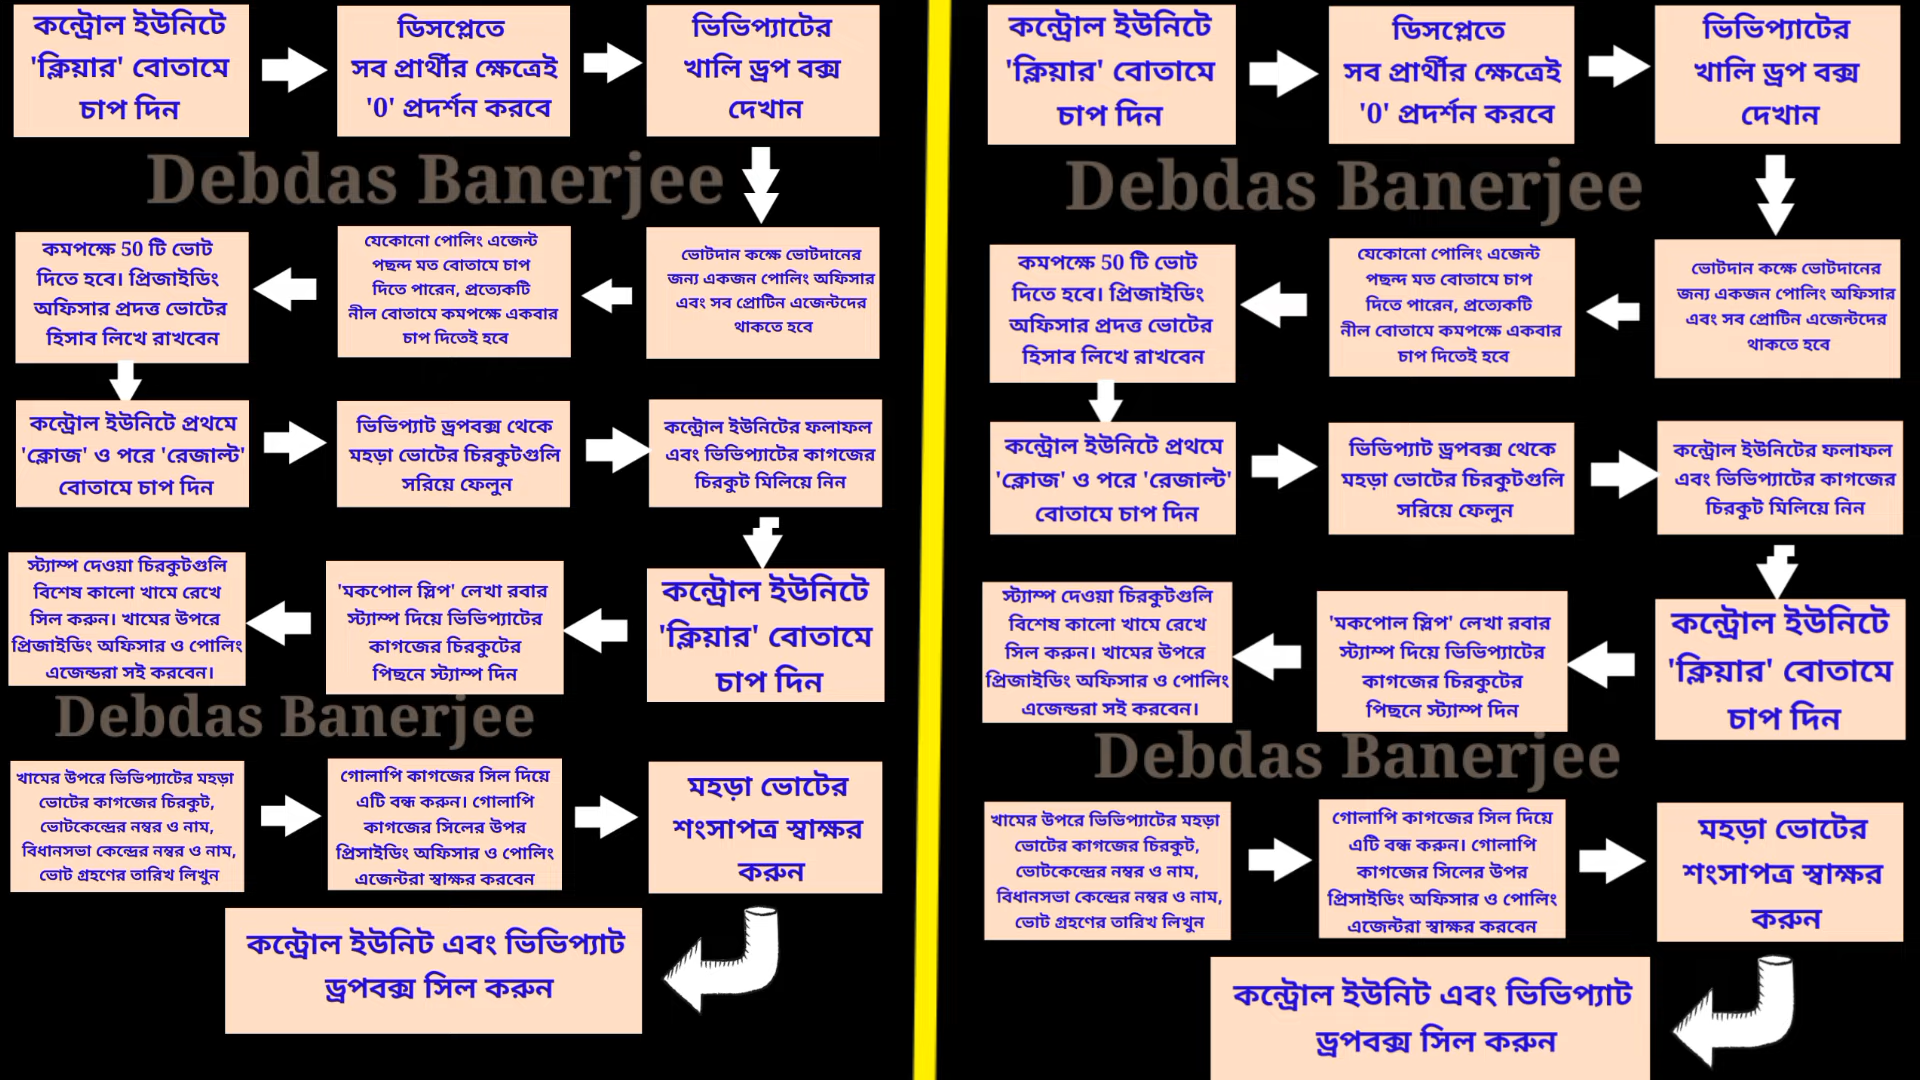 কন্ট্রোল ইউনিটে
'ক্লিয়ার' বোতামে
চাপ দিন
ডিসপ্লেতে
সব প্রার্থীর ক্ষেত্রেই
'0' প্রদর্শন করবে
ভিভিপ্যাটের
খালি ড্রপ বক্স
দেখান
Debdas Banerjee
ভোটদান কক্ষে ভোটদানের
জন্য একজন পোলিং অফিসার
এবং সব প্রোটিন এজেন্টদের
থাকতে হবে
যেকোনো পোলিং এজেন্ট
পছন্দ মত বোতামে চাপ
দিতে পারেন, প্রত্যেকটি
নীল বোতামে কমপক্ষে একবার
চাপ দিতেই হবে
কমপক্ষে 50 টি ভোট
দিতে হবে। প্রিজাইডিং
অফিসার প্রদত্ত ভোটের
হিসাব লিখে রাখবেন
কন্ট্রোল ইউনিটে প্রথমে
'ক্লোজ' ও পরে 'রেজাল্ট'
বোতামে চাপ দিন
ভিভিপ্যাট ড্রপবক্স থেকে
মহড়া ভোটের চিরকুটগুলি
সরিয়ে ফেলুন
কন্ট্রোল ইউনিটের ফলাফল
এবং ভিভিপ্যাটের কাগজের
চিরকুট মিলিয়ে নিন
কন্ট্রোল ইউনিটে
'ক্লিয়ার' বোতামে
চাপ দিন
'মকপোল স্লিপ' লেখা রবার
স্ট্যাম্প দিয়ে ভিভিপ্যাটের
কাগজের চিরকুটের
পিছনে স্ট্যাম্প দিন
স্ট্যাম্প দেওয়া চিরকুটগুলি
বিশেষ কালো খামে রেখে
সিল করুন। খামের উপরে
প্রিজাইডিং অফিসার ও পোলিং
এজেন্ডরা সই করবেন।
Debdas Banerjee
খামের উপরে ভিভিপ্যাটের মহড়া
ভোটের কাগজের চিরকুট,
ভোটকেন্দ্রের নম্বর ও নাম,
বিধানসভা কেন্দ্রের নম্বর ও নাম,
ভোট গ্রহণের তারিখ লিখুন
গোলাপি কাগজের সিল দিয়ে
এটি বন্ধ করুন। গোলাপি
কাগজের সিলের উপর
প্রিসাইডিং অফিসার ও পোলিং
এজেন্টরা স্বাক্ষর করবেন
মহড়া ভোটের
শংসাপত্র স্বাক্ষর
করুন
কন্ট্রোল ইউনিট এবং ভিভিপ্যাট
ড্রপবক্স সিল করুন
কন্ট্রোল ইউনিটে
'ক্লিয়ার' বোতামে
চাপ দিন
ডিসপ্লেতে
সব প্রার্থীর ক্ষেত্রেই
'0' প্রদর্শন করবে
ভিভিপ্যাটের
খালি ড্রপ বক্স
দেখান
Debdas Banerjee
ভোটদান কক্ষে ভোটদানের
জন্য একজন পোলিং অফিসার
এবং সব প্রোটিন এজেন্টদের
থাকতে হবে
যেকোনো পোলিং এজেন্ট
পছন্দ মত বোতামে চাপ
দিতে পারেন, প্রত্যেকটি
নীল বোতামে কমপক্ষে একবার
চাপ দিতেই হবে
কমপক্ষে 50 টি ভোট
দিতে হবে। প্রিজাইডিং
অফিসার প্রদত্ত ভোটের
হিসাব লিখে রাখবেন
কন্ট্রোল ইউনিটে প্রথমে
'ক্লোজ' ও পরে 'রেজাল্ট'
বোতামে চাপ দিন
ভিভিপ্যাট ড্রপবক্স থেকে
মহড়া ভোটের চিরকুটগুলি
সরিয়ে ফেলুন
কন্ট্রোল ইউনিটের ফলাফল
এবং ভিভিপ্যাটের কাগজের
চিরকুট মিলিয়ে নিন
কন্ট্রোল ইউনিটে
'ক্লিয়ার' বোতামে
চাপ দিন
'মকপোল স্লিপ' লেখা রবার
স্ট্যাম্প দিয়ে ভিভিপ্যাটের
কাগজের চিরকুটের
পিছনে স্ট্যাম্প দিন
স্ট্যাম্প দেওয়া চিরকুটগুলি
বিশেষ কালো খামে রেখে
সিল করুন। খামের উপরে
প্রিজাইডিং অফিসার ও পোলিং
এজেন্ডরা সই করবেন।
Debdas Banerjee
খামের উপরে ভিভিপ্যাটের মহড়া
ভোটের কাগজের চিরকুট,
ভোটকেন্দ্রের নম্বর ও নাম,
বিধানসভা কেন্দ্রের নম্বর ও নাম,
ভোট গ্রহণের তারিখ লিখুন
গোলাপি কাগজের সিল দিয়ে
এটি বন্ধ করুন। গোলাপি
কাগজের সিলের উপর
প্রিসাইডিং অফিসার ও পোলিং
এজেন্টরা স্বাক্ষর করবেন
মহড়া ভোটের
শংসাপত্র স্বাক্ষর
করুন
কন্ট্রোল ইউনিট এবং ভিভিপ্যাট
ড্রপবক্স সিল করুন